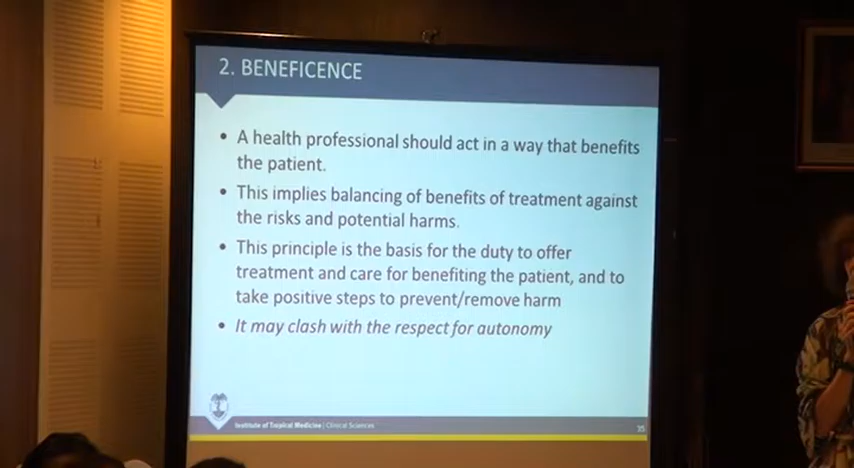 2. BENEFICENCE
• A health professional should act in a way that benefits
the patient.
• This implies balancing of benefits of treatment against
the risks and potential harms.
• This principle is the basis for the duty to offer
treatment and care for benefiting the patient, and to
take positive steps to prevent/remove harm
• It may clash with the respect for autonomy
Institute of Tropical Medicine | Clinical Sciences
35